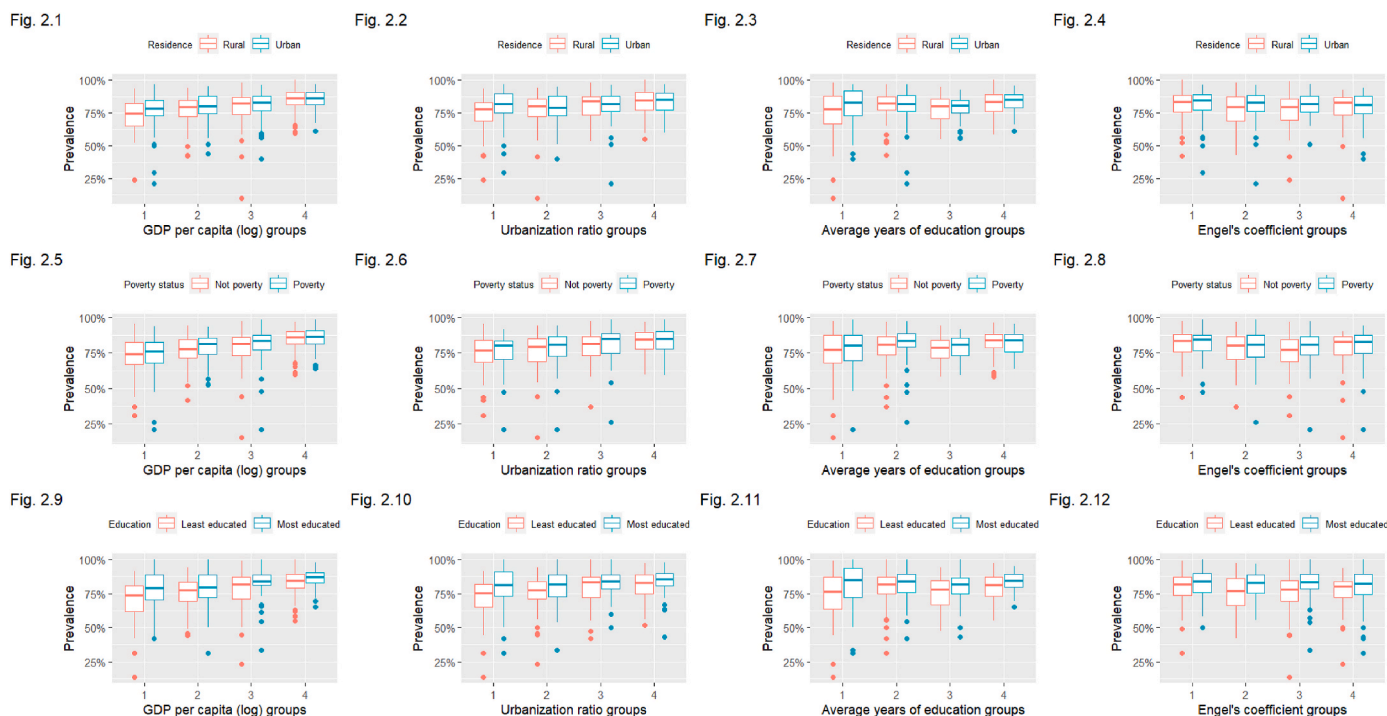 Fig. 2.1
Residence Rural Urban
100%
75%
50%
25%
Prevalence
1 2 3 4
GDP per capita (log) groups
Fig. 2.2
Residence Rural Urban
100%
75%
50%
25%
Prevalence
1 2 3 4
Urbanization ratio groups
Fig. 2.3
Residence Rural Urban
100%
75%
50%
25%
Prevalence
1 2 3 4
Average years of education groups
Fig. 2.4
Residence Rural Urban
100%
75%
50%
25%
Prevalence
1 2 3 4
Engel's coefficient groups
Fig. 2.5
Poverty status Not poverty Poverty
100%
75%
50%
25%
Prevalence
1 2 3 4
GDP per capita (log) groups
Fig. 2.6
Poverty status Not poverty Poverty
100%
75%
50%
25%
Prevalence
1 2 3 4
Urbanization ratio groups
Fig. 2.7
Poverty status Not poverty Poverty
100%
75%
50%
25%
Prevalence
1 2 3 4
Average years of education groups
Fig. 2.8
Poverty status Not poverty Poverty
100%
75%
50%
25%
Prevalence
1 2 3 4
Engel's coefficient groups
Fig. 2.9
Education Least educated Most educated
100%
75%
50%
25%
Prevalence
1 2 3 4
GDP per capita (log) groups
Fig. 2.10
Education Least educated Most educated
100%
75%
50%
25%
Prevalence
1 2 3 4
Urbanization ratio groups
Fig. 2.11
Education Least educated Most educated
100%
75%
50%
25%
Prevalence
1 2 3 4
Average years of education groups
Fig. 2.12
Education Least educated Most educated
100%
75%
50%
25%
Prevalence
1 2 3 4
Engel's coefficient groups